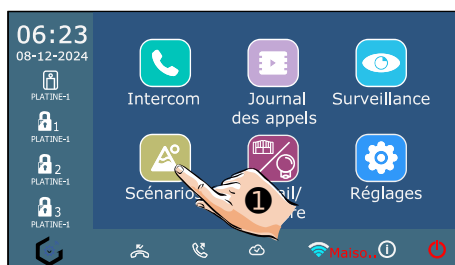 06:23
08-12-2024
PLATINE-1
1
PLATINE-1
2
PLATINE-1
3
PLATINE-1
Intercom
Journal
des appels
Surveillance
Scénarios
1
Réglages
Maiso..